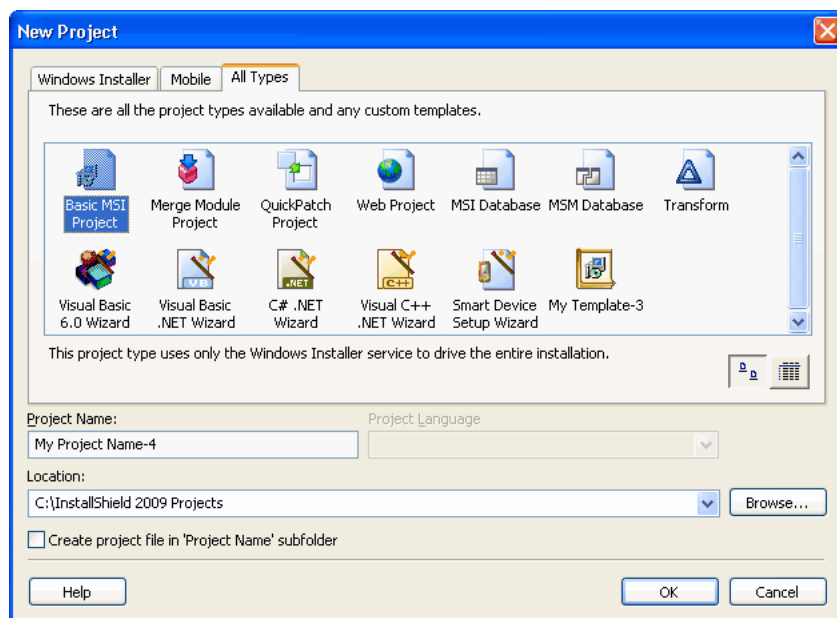 New Project
Windows Installer Mobile All Types
These are all the project types available and any custom templates.
Basic MSI Project
Merge Module Project
QuickPatch Project
Web Project
MSI Database
MSM Database
Transform
Visual Basic 6.0 Wizard
VB
Visual Basic .NET Wizard
.NET
C# .NET Wizard
C++
Visual C++ .NET Wizard
Smart Device Setup Wizard
My Template-3
This project type uses only the Windows Installer service to drive the entire installation.
Project Name:
Project Language
My Project Name-4
Location:
C:\InstallShield 2009 Projects
Browse...
Create project file in 'Project Name' subfolder
Help
OK
Cancel